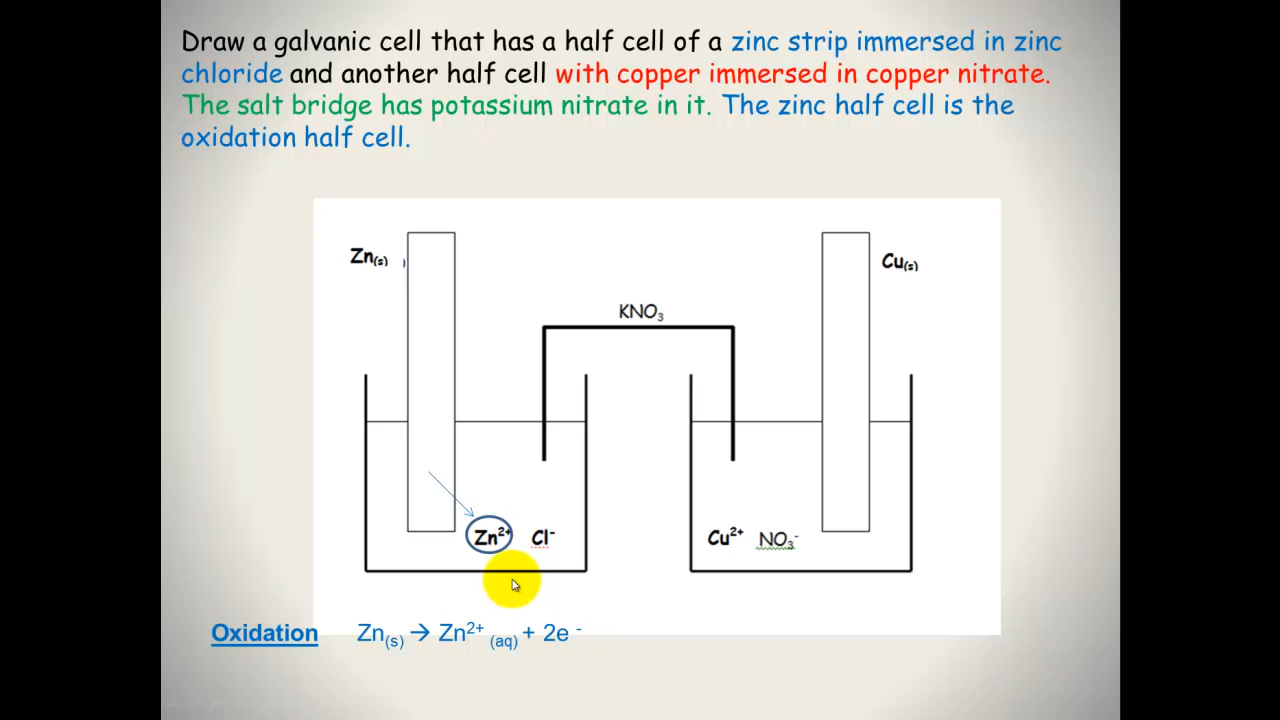 Draw a galvanic cell that has a half cell of a zinc strip immersed in zinc
chloride and another half cell with copper immersed in copper nitrate.
The salt bridge has potassium nitrate in it. The zinc half cell is the
oxidation half cell.
Zn(s)
Cu(s)
KNO₃
Zn²⁺ Cl⁻
Cu²⁺ NO₃⁻
Oxidation Zn(s) → Zn²⁺ (aq) + 2e ⁻